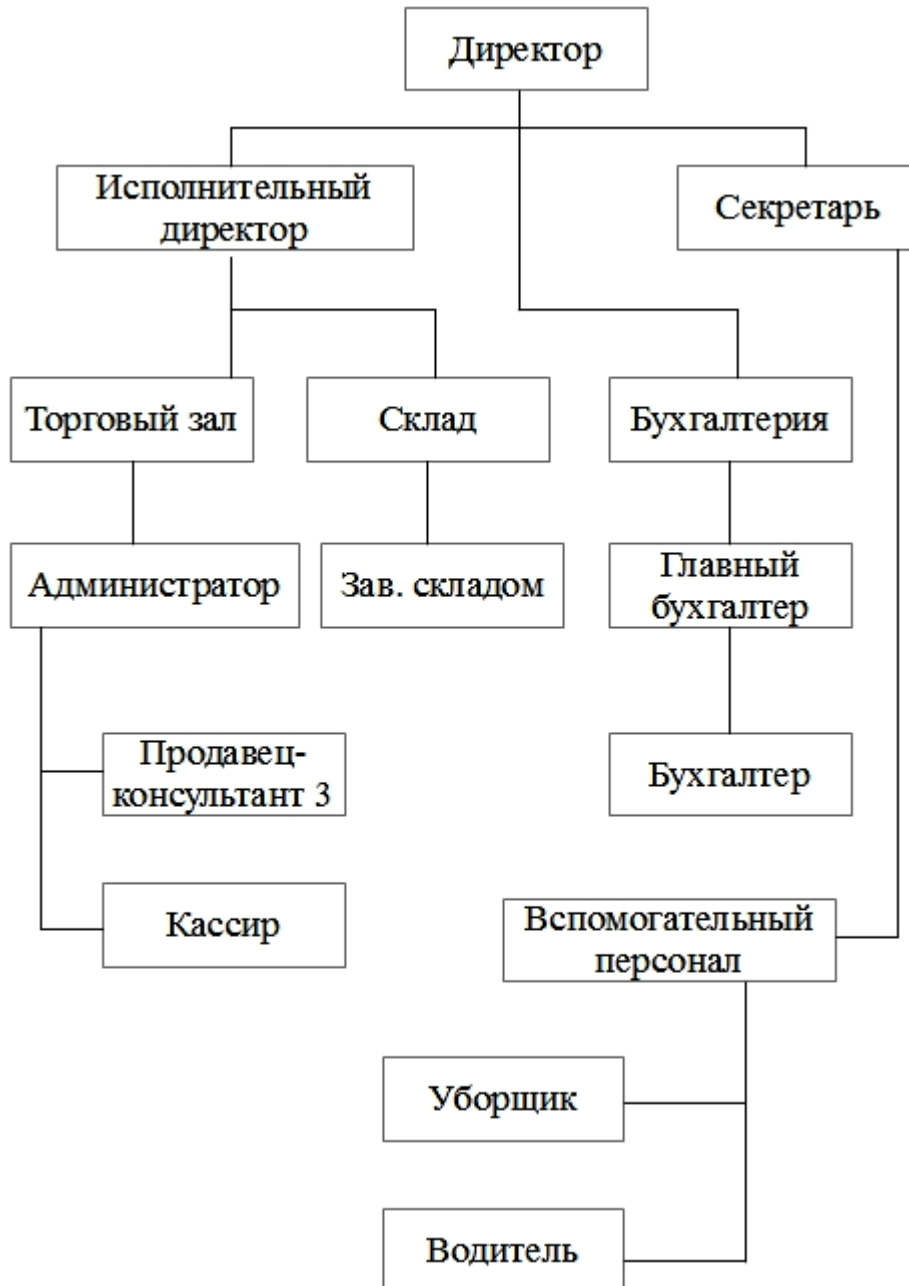 Директор
Исполнительный
директор
Секретарь
Торговый зал
Склад
Бухгалтерия
Администратор
Зав. складом
Главный
бухгалтер
Продавец-
консультант 3
Бухгалтер
Кассир
Вспомогательный
персонал
Уборщик
Водитель